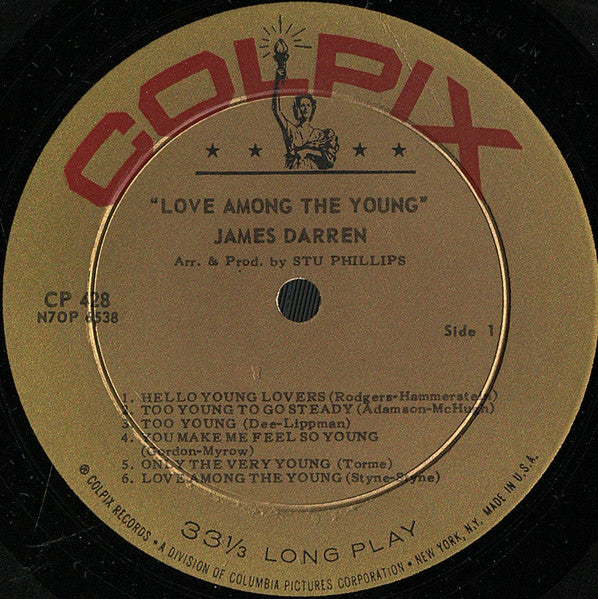 COLPIX
"LOVE AMONG THE YOUNG"
JAMES DARREN
Arr. & Prod. by STU PHILLIPS
CP 428
N7OP 6538
Side 1
1. HELLO YOUNG LOVERS (Rodgers-Hammerstein)
2. TOO YOUNG TO GO STEADY (Adamson-McHugh)
3. TOO YOUNG (Dee-Lippman)
4. YOU MAKE ME FEEL SO YOUNG
(Gordon-Myrow)
5. ONLY THE VERY YOUNG (Torme)
6. LOVE AMONG THE YOUNG (Styne-Styne)
33 1/3 LONG PLAY
® COLPIX RECORDS • A DIVISION OF COLUMBIA PICTURES CORPORATION • NEW YORK, N.Y. MADE IN U.S.A.